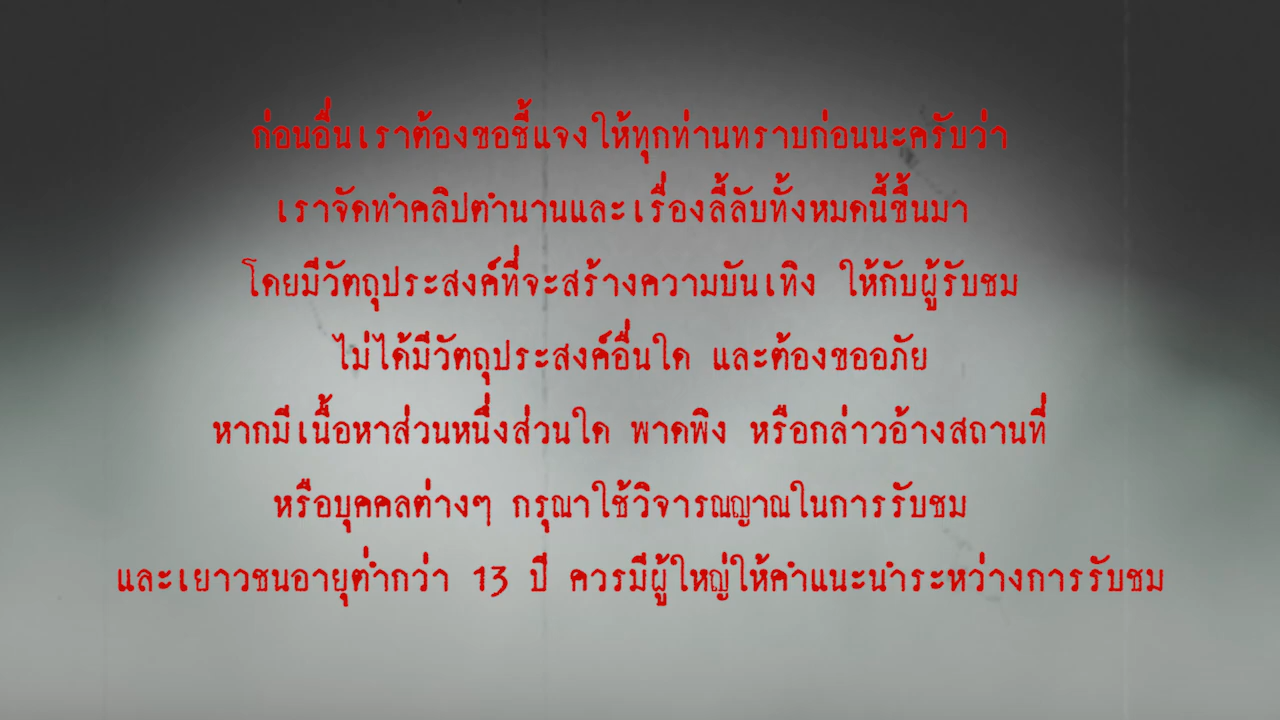 ก่อนอื่นเราต้องขอชี้แจงให้ทุกท่านทราบก่อนนะครับว่า
เราจัดทำคลิปตำนานและเรื่องลี้ลับทั้งหมดนี้ขึ้นมา
โดยมีวัตถุประสงค์ที่จะสร้างความบันเทิง ให้กับผู้รับชม
ไม่ได้มีวัตถุประสงค์อื่นใด และต้องขออภัย
หากมีเนื้อหาส่วนหนึ่งส่วนใด พาดพิง หรือกล่าวอ้างสถานที่
หรือบุคคลต่างๆ กรุณาใช้วิจารณญาณในการรับชม
และเยาวชนอายุต่ำกว่า 13 ปี ควรมีผู้ใหญ่ให้คำแนะนำระหว่างการรับชม